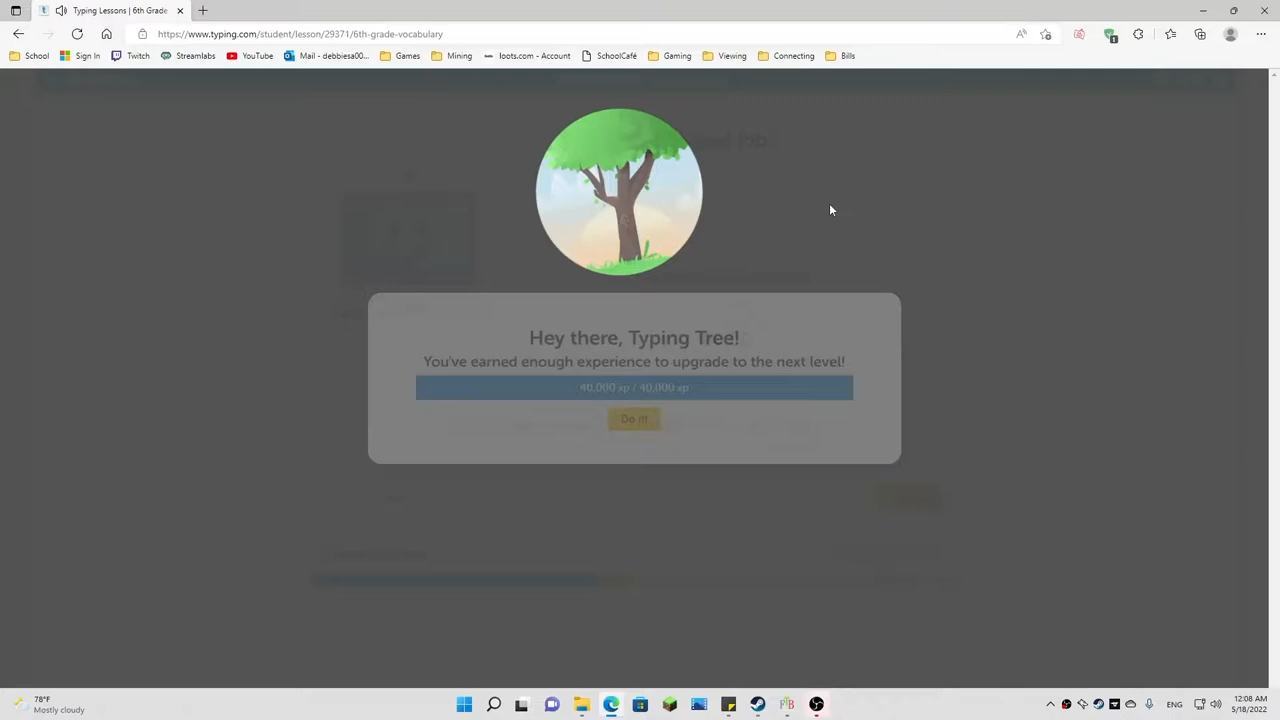 Typing Lessons | 6th Grade
https://www.typing.com/student/lesson/29371/6th-grade-vocabulary
School Sign In Twitch Streamlabs YouTube Mail - debbiesa00... Games Mining loots.com - Account SchoolCafé Gaming Viewing Connecting Bills
Hey there, Typing Tree!
You've earned enough experience to upgrade to the next level!
40,000 xp / 40,000 xp
Do it!
78°F
Mostly cloudy
ENG
12:08 AM
5/18/2022